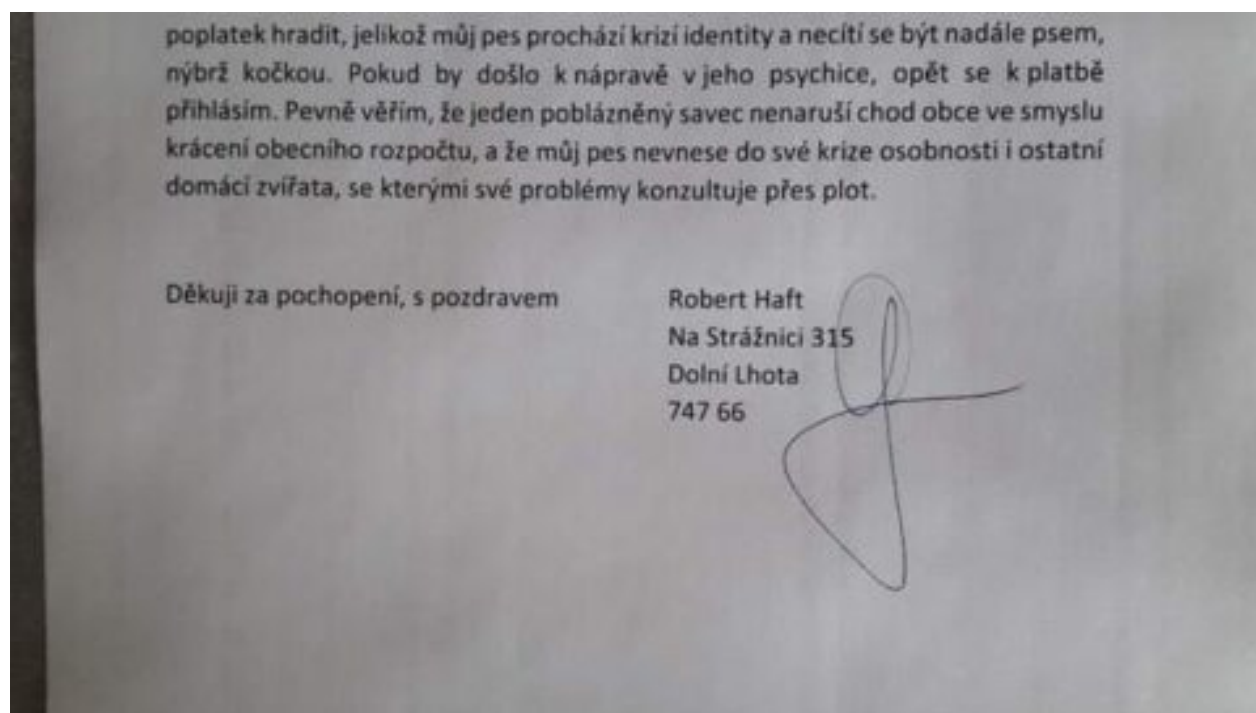 poplatek hradit, jelikož můj pes prochází krizí identity a necítí se být nadále psem,
nýbrž kočkou. Pokud by došlo k nápravě v jeho psychice, opět se k platbě
přihlásím. Pevně věřím, že jeden poblázněný savec nenaruší chod obce ve smyslu
krácení obecního rozpočtu, a že můj pes nevnese do své krize osobnosti i ostatní
domácí zvířata, se kterými své problémy konzultuje přes plot.
Děkuji za pochopení, s pozdravem
Robert Haft
Na Strážnici 315
Dolní Lhota
747 66